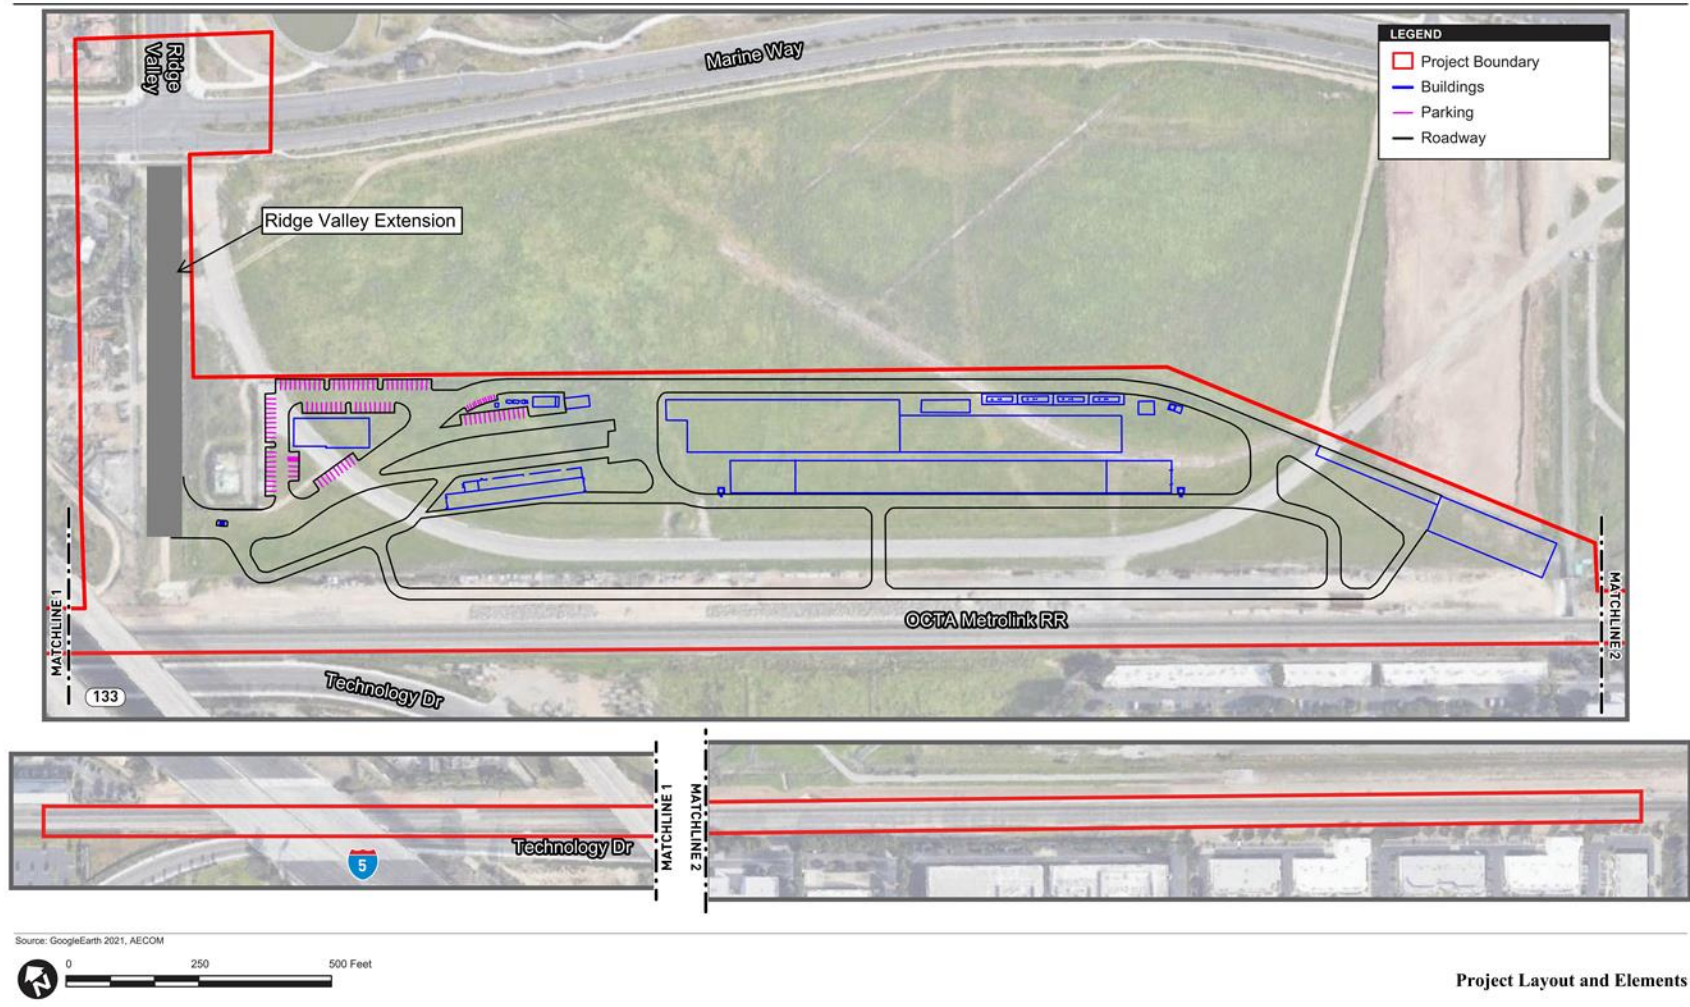 Ridge
Valley
Marine Way
LEGEND
Project Boundary
Buildings
Parking
Roadway
Ridge Valley Extension
MATCHLINE 1
MATCHLINE 2
OCTA Metrolink RR
Technology Dr
133
MATCHLINE 1
MATCHLINE 2
Technology Dr
5
Source: GoogleEarth 2021, AECOM
N
0 250 500 Feet
Project Layout and Elements